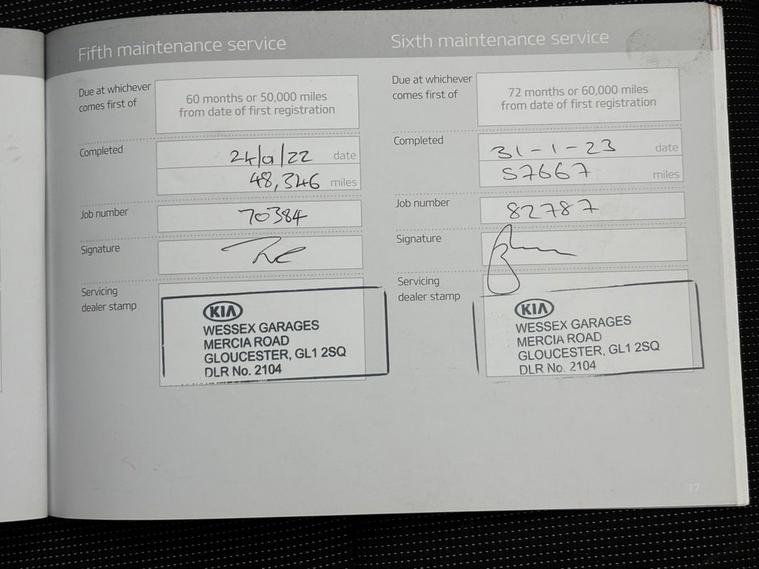 Fifth maintenance service
Due at whichever
comes first of
60 months or 50,000 miles
from date of first registration
Completed
date
48,346 miles
Job number
70384
Signature
Servicing
dealer stamp
KIA
WESSEX GARAGES
MERCIA ROAD
GLOUCESTER, GL1 2SQ
DLR No. 2104
Sixth maintenance service
Due at whichever
comes first of
72 months or 60,000 miles
from date of first registration
Completed
31-1-23 date
57667 miles
Job number
82787
Signature
Servicing
dealer stamp
KIA
WESSEX GARAGES
MERCIA ROAD
GLOUCESTER, GL1 2SQ
DLR No. 2104
17